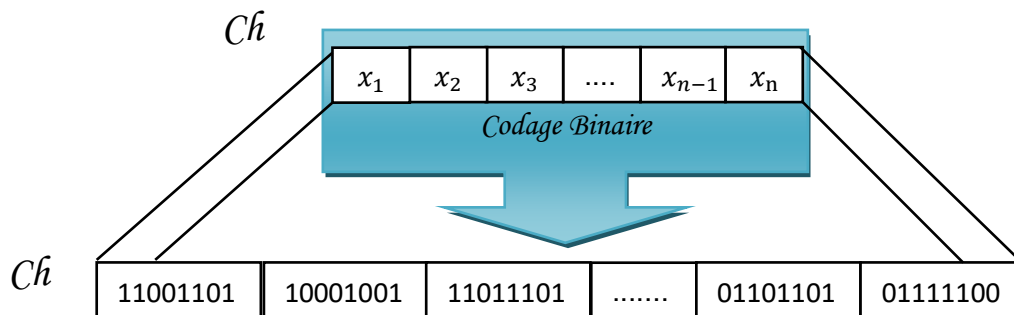 Ch
x₁ x₂ x₃ .... xₙ₋₁ xₙ
Codage Binaire
Ch
11001101 10001001 11011101 ....... 01101101 01111100